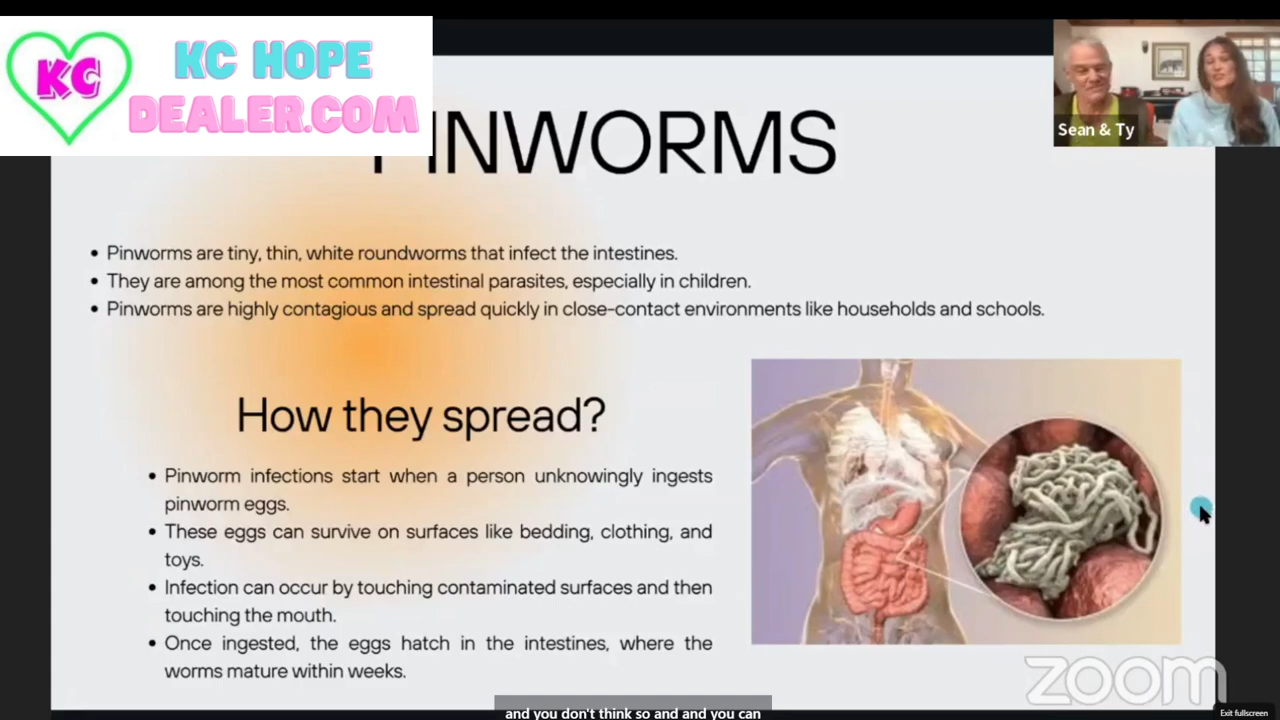 KC
KC HOPE
DEALER.COM
PINWORMS
Sean & Ty
• Pinworms are tiny, thin, white roundworms that infect the intestines.
• They are among the most common intestinal parasites, especially in children.
• Pinworms are highly contagious and spread quickly in close-contact environments like households and schools.
How they spread?
• Pinworm infections start when a person unknowingly ingests
pinworm eggs.
• These eggs can survive on surfaces like bedding, clothing, and
toys.
• Infection can occur by touching contaminated surfaces and then
touching the mouth.
• Once ingested, the eggs hatch in the intestines, where the
worms mature within weeks.
zoom
and you don't think so and and you can
Exit fullscreen